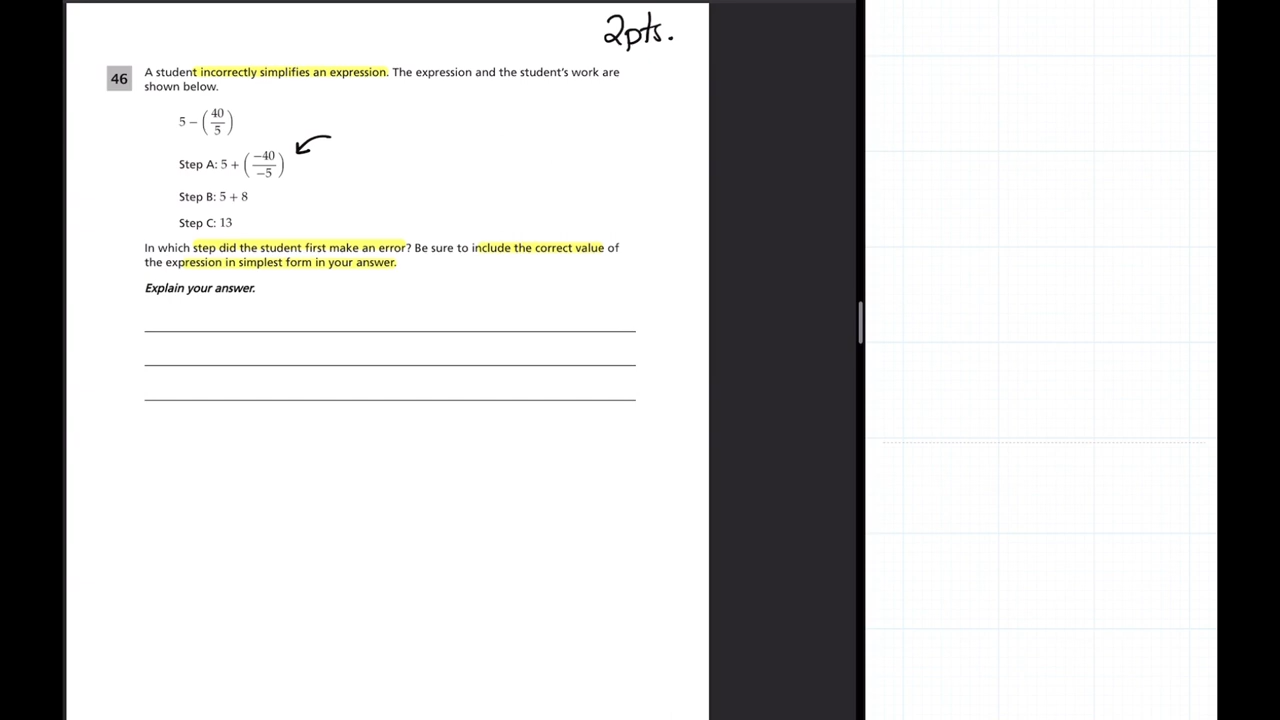 2pts.
46 A student incorrectly simplifies an expression. The expression and the student's work are
shown below.
5 − (40/5)
Step A: 5 + (−40/−5)
Step B: 5 + 8
Step C: 13
In which step did the student first make an error? Be sure to include the correct value of
the expression in simplest form in your answer.
Explain your answer.